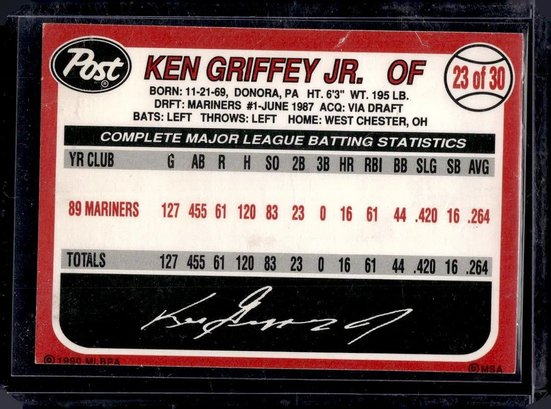 Post ®
KEN GRIFFEY JR. OF
23 of 30
BORN: 11-21-69, DONORA, PA HT. 6'3" WT. 195 LB.
DRFT: MARINERS #1-JUNE 1987 ACQ: VIA DRAFT
BATS: LEFT THROWS: LEFT HOME: WEST CHESTER, OH
COMPLETE MAJOR LEAGUE BATTING STATISTICS
YR CLUB G AB R H SO 2B 3B HR RBI BB SLG SB AVG
89 MARINERS 127 455 61 120 83 23 0 16 61 44 .420 16 .264
TOTALS 127 455 61 120 83 23 0 16 61 44 .420 16 .264
Ken Griffey Jr
© 1990 MLBPA
© MSA